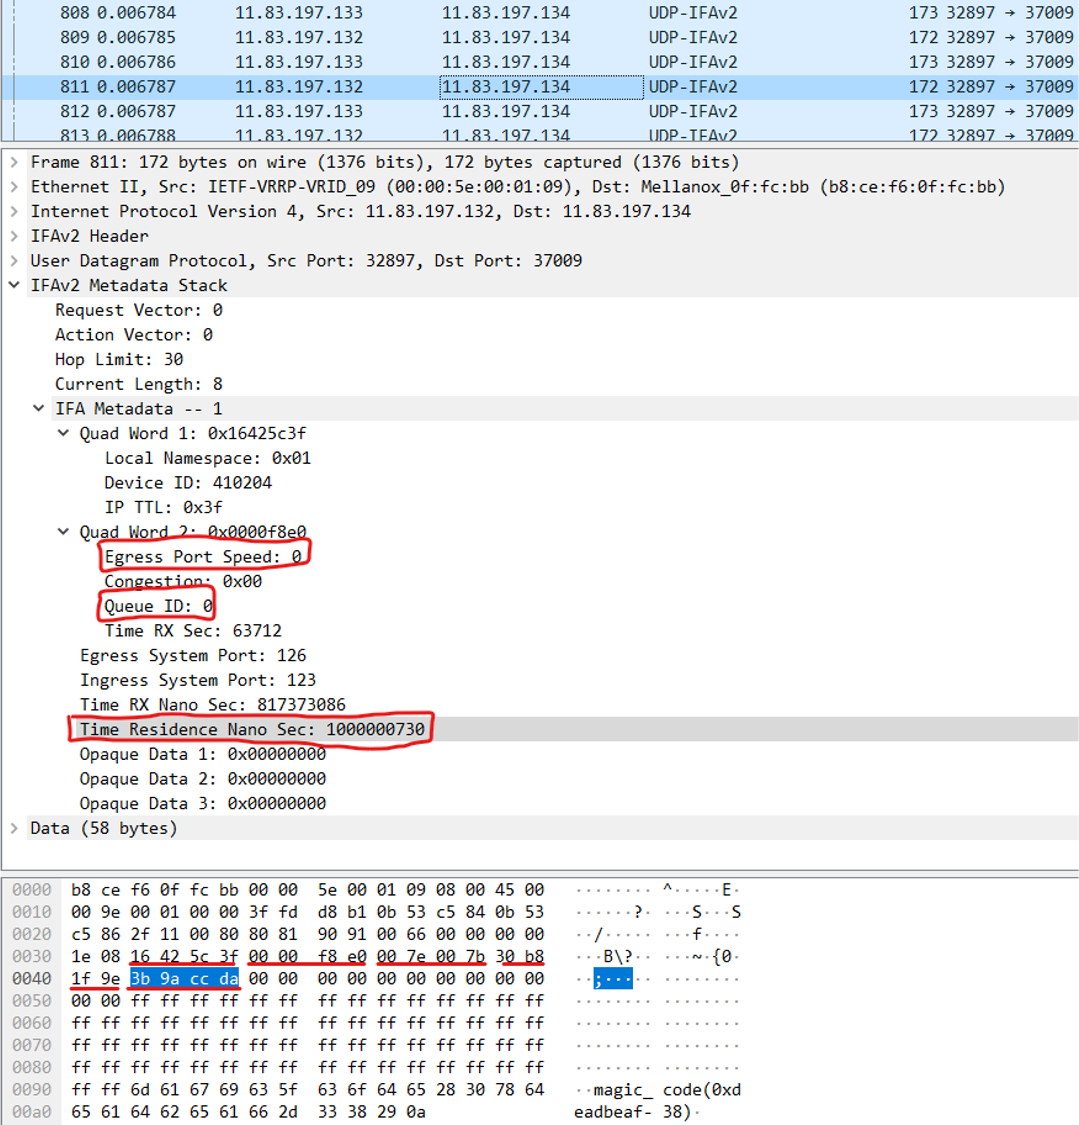 808 0.006784 11.83.197.133 11.83.197.134 UDP-IFAv2 173 32897 → 37009
809 0.006785 11.83.197.132 11.83.197.134 UDP-IFAv2 172 32897 → 37009
810 0.006786 11.83.197.133 11.83.197.134 UDP-IFAv2 173 32897 → 37009
811 0.006787 11.83.197.132 11.83.197.134 UDP-IFAv2 172 32897 → 37009
812 0.006787 11.83.197.133 11.83.197.134 UDP-IFAv2 173 32897 → 37009
813 0.006788 11.83.197.132 11.83.197.134 UDP-IFAv2 172 32897 → 37009
Frame 811: 172 bytes on wire (1376 bits), 172 bytes captured (1376 bits)
Ethernet II, Src: IETF-VRRP-VRID_09 (00:00:5e:00:01:09), Dst: Mellanox_0f:fc:bb (b8:ce:f6:0f:fc:bb)
Internet Protocol Version 4, Src: 11.83.197.132, Dst: 11.83.197.134
IFAv2 Header
User Datagram Protocol, Src Port: 32897, Dst Port: 37009
IFAv2 Metadata Stack
Request Vector: 0
Action Vector: 0
Hop Limit: 30
Current Length: 8
IFA Metadata -- 1
Quad Word 1: 0x16425c3f
Local Namespace: 0x01
Device ID: 410204
IP TTL: 0x3f
Quad Word 2: 0x0000f8e0
Egress Port Speed: 0
Congestion: 0x00
Queue ID: 0
Time RX Sec: 63712
Egress System Port: 126
Ingress System Port: 123
Time RX Nano Sec: 817373086
Time Residence Nano Sec: 1000000730
Opaque Data 1: 0x00000000
Opaque Data 2: 0x00000000
Opaque Data 3: 0x00000000
Data (58 bytes)
0000 b8 ce f6 0f fc bb 00 00 5e 00 01 09 08 00 45 00 ········ ^·····E·
0010 00 9e 00 01 00 00 3f fd d8 b1 0b 53 c5 84 0b 53 ······?· ···S···S
0020 c5 86 2f 11 00 80 80 81 90 91 00 66 00 00 00 00 ··/····· ···f····
0030 1e 08 16 42 5c 3f 00 00 f8 e0 00 7e 00 7b 30 b8 ···B\?·· ···~·{0·
0040 1f 9e 3b 9a cc da 00 00 00 00 00 00 00 00 00 00 ··;····· ········
0050 00 00 ff ff ff ff ff ff ff ff ff ff ff ff ff ff ········ ········
0060 ff ff ff ff ff ff ff ff ff ff ff ff ff ff ff ff ········ ········
0070 ff ff ff ff ff ff ff ff ff ff ff ff ff ff ff ff ········ ········
0080 ff ff ff ff ff ff ff ff ff ff ff ff ff ff ff ff ········ ········
0090 ff ff 6d 61 67 69 63 5f 63 6f 64 65 28 30 78 64 ··magic_ code(0xd
00a0 65 61 64 62 65 61 66 2d 33 38 29 0a eadbeaf- 38)·